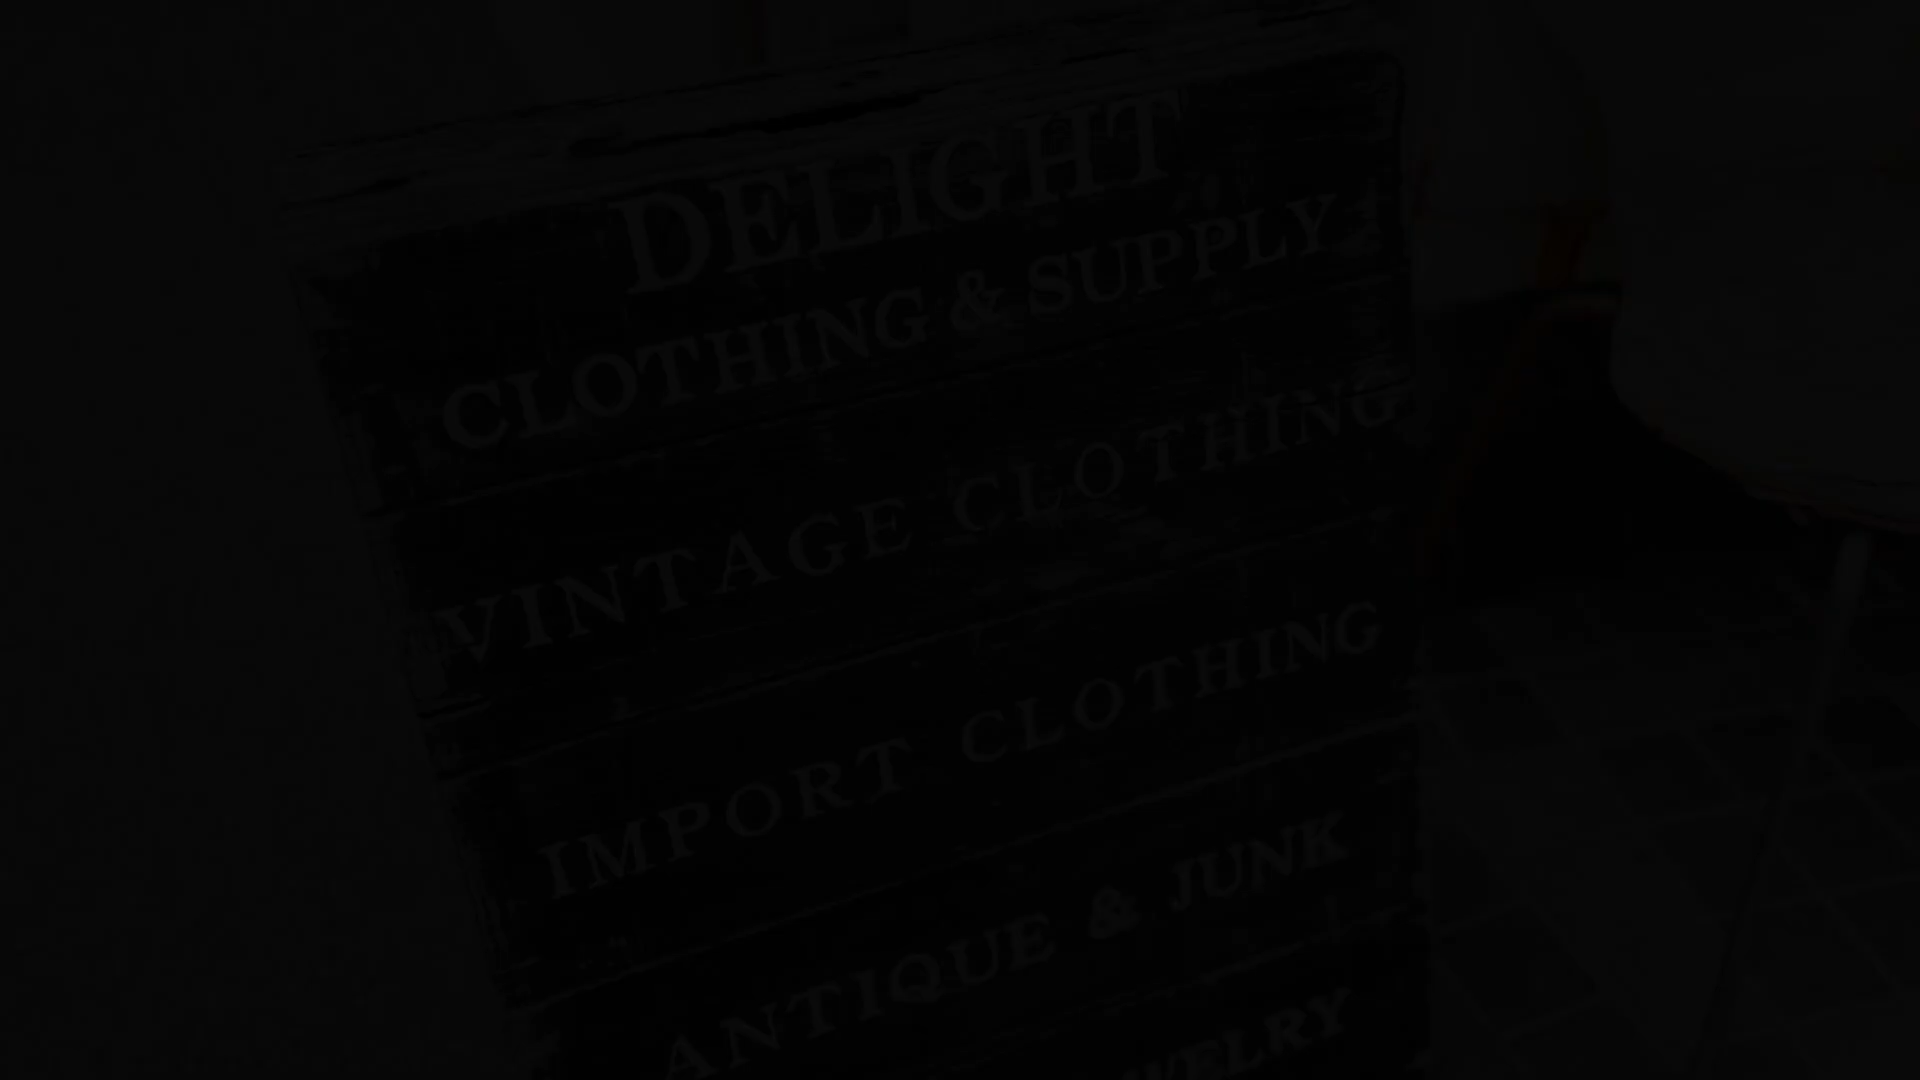 DELIGHT
CLOTHING & SUPPLY
VINTAGE CLOTHING
IMPORT CLOTHING
ANTIQUE & JUNK